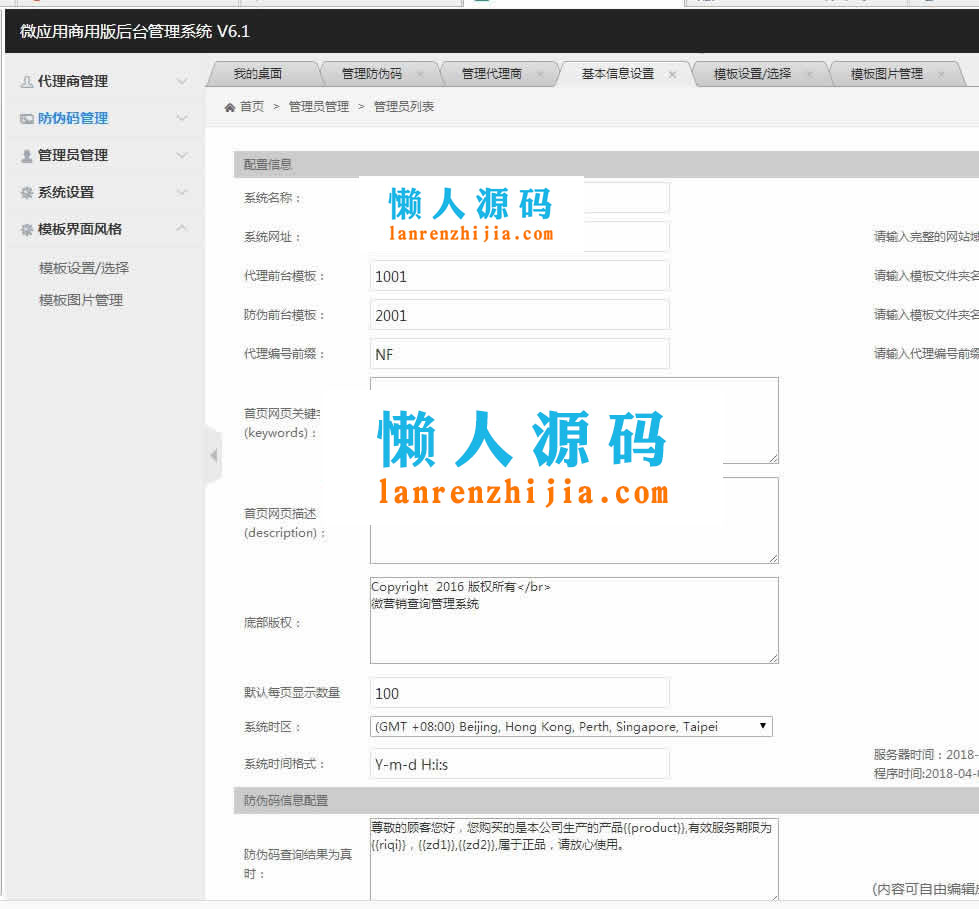 微应用商用版后台管理系统 V6.1
代理商管理
防伪码管理
管理员管理
系统设置
模板界面风格
模板设置/选择
模板图片管理
我的桌面
管理防伪码
管理代理商
基本信息设置
模板设置/选择
模板图片管理
首页 > 管理员管理 > 管理员列表
配置信息
系统名称：
懒人源码
lanrenzhijia.com
系统网址：
请输入完整的网站域
代理前台模板：
1001
请输入模板文件夹名
防伪前台模板：
2001
请输入模板文件夹名
代理编号前缀：
NF
请输入代理编号前缀
首页网页关键
(keywords)：
懒人源码
lanrenzhijia.com
首页网页描述
(description)：
底部版权：
Copyright 2016 版权所有</br>
微营销查询管理系统
默认每页显示数量
100
系统时区：
(GMT +08:00) Beijing, Hong Kong, Perth, Singapore, Taipei
系统时间格式：
Y-m-d H:i:s
服务器时间：2018-
程序时间:2018-04-
防伪码信息配置
防伪码查询结果为真
时：
尊敬的顾客您好，您购买的是本公司生产的产品{{product}},有效服务期限为
{{riqi}}，{{zd1}},{{zd2}},属于正品，请放心使用。
(内容可自由编辑